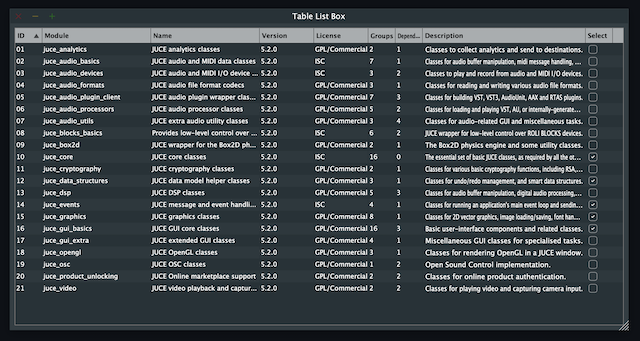 Table List Box
ID Module Name Version License Groups Depend... Description Select
01 juce_analytics JUCE analytics classes 5.2.0 GPL/Commercial 2 1 Classes to collect analytics and send to destinations.
02 juce_audio_basics JUCE audio and MIDI data classes 5.2.0 ISC 7 1 Classes for audio buffer manipulation, midi message handling, ...
03 juce_audio_devices JUCE audio and MIDI I/O device ... 5.2.0 ISC 3 2 Classes to play and record from audio and MIDI I/O devices.
04 juce_audio_formats JUCE audio file format codecs 5.2.0 GPL/Commercial 3 1 Classes for reading and writing various audio file formats.
05 juce_audio_plugin_client JUCE audio plugin wrapper clas... 5.2.0 GPL/Commercial 7 3 Classes for building VST, VST3, AudioUnit, AAX and RTAS plugins.
06 juce_audio_processors JUCE audio processor classes 5.2.0 GPL/Commercial 5 2 Classes for loading and playing VST, AU, or internally-generate...
07 juce_audio_utils JUCE extra audio utility classes 5.2.0 GPL/Commercial 3 4 Classes for audio-related GUI and miscellaneous tasks.
08 juce_blocks_basics Provides low-level control over ... 5.2.0 ISC 6 2 JUCE wrapper for low-level control over ROLI BLOCKS devices.
09 juce_box2d JUCE wrapper for the Box2D ph... 5.2.0 GPL/Commercial 2 1 The Box2D physics engine and some utility classes.
10 juce_core JUCE core classes 5.2.0 ISC 16 0 The essential set of basic JUCE classes, as required by all the ot...
11 juce_cryptography JUCE cryptography classes 5.2.0 GPL/Commercial 2 1 Classes for various basic cryptography functions, including RSA,...
12 juce_data_structures JUCE data model helper classes 5.2.0 GPL/Commercial 3 1 Classes for undo/redo management, and smart data structures.
13 juce_dsp JUCE DSP classes 5.2.0 GPL/Commercial 5 3 Classes for audio buffer manipulation, digital audio processing,...
14 juce_events JUCE message and event handli... 5.2.0 ISC 4 1 Classes for running an application's main event loop and sendin...
15 juce_graphics JUCE graphics classes 5.2.0 GPL/Commercial 8 1 Classes for 2D vector graphics, image loading/saving, font han...
16 juce_gui_basics JUCE GUI core classes 5.2.0 GPL/Commercial 16 3 Basic user-interface components and related classes.
17 juce_gui_extra JUCE extended GUI classes 5.2.0 GPL/Commercial 4 1 Miscellaneous GUI classes for specialised tasks.
18 juce_opengl JUCE OpenGL classes 5.2.0 GPL/Commercial 3 1 Classes for rendering OpenGL in a JUCE window.
19 juce_osc JUCE OSC classes 5.2.0 GPL/Commercial 1 2 Open Sound Control implementation.
20 juce_product_unlocking JUCE Online marketplace support 5.2.0 GPL/Commercial 2 2 Classes for online product authentication.
21 juce_video JUCE video playback and captur... 5.2.0 GPL/Commercial 2 2 Classes for playing video and capturing camera input.